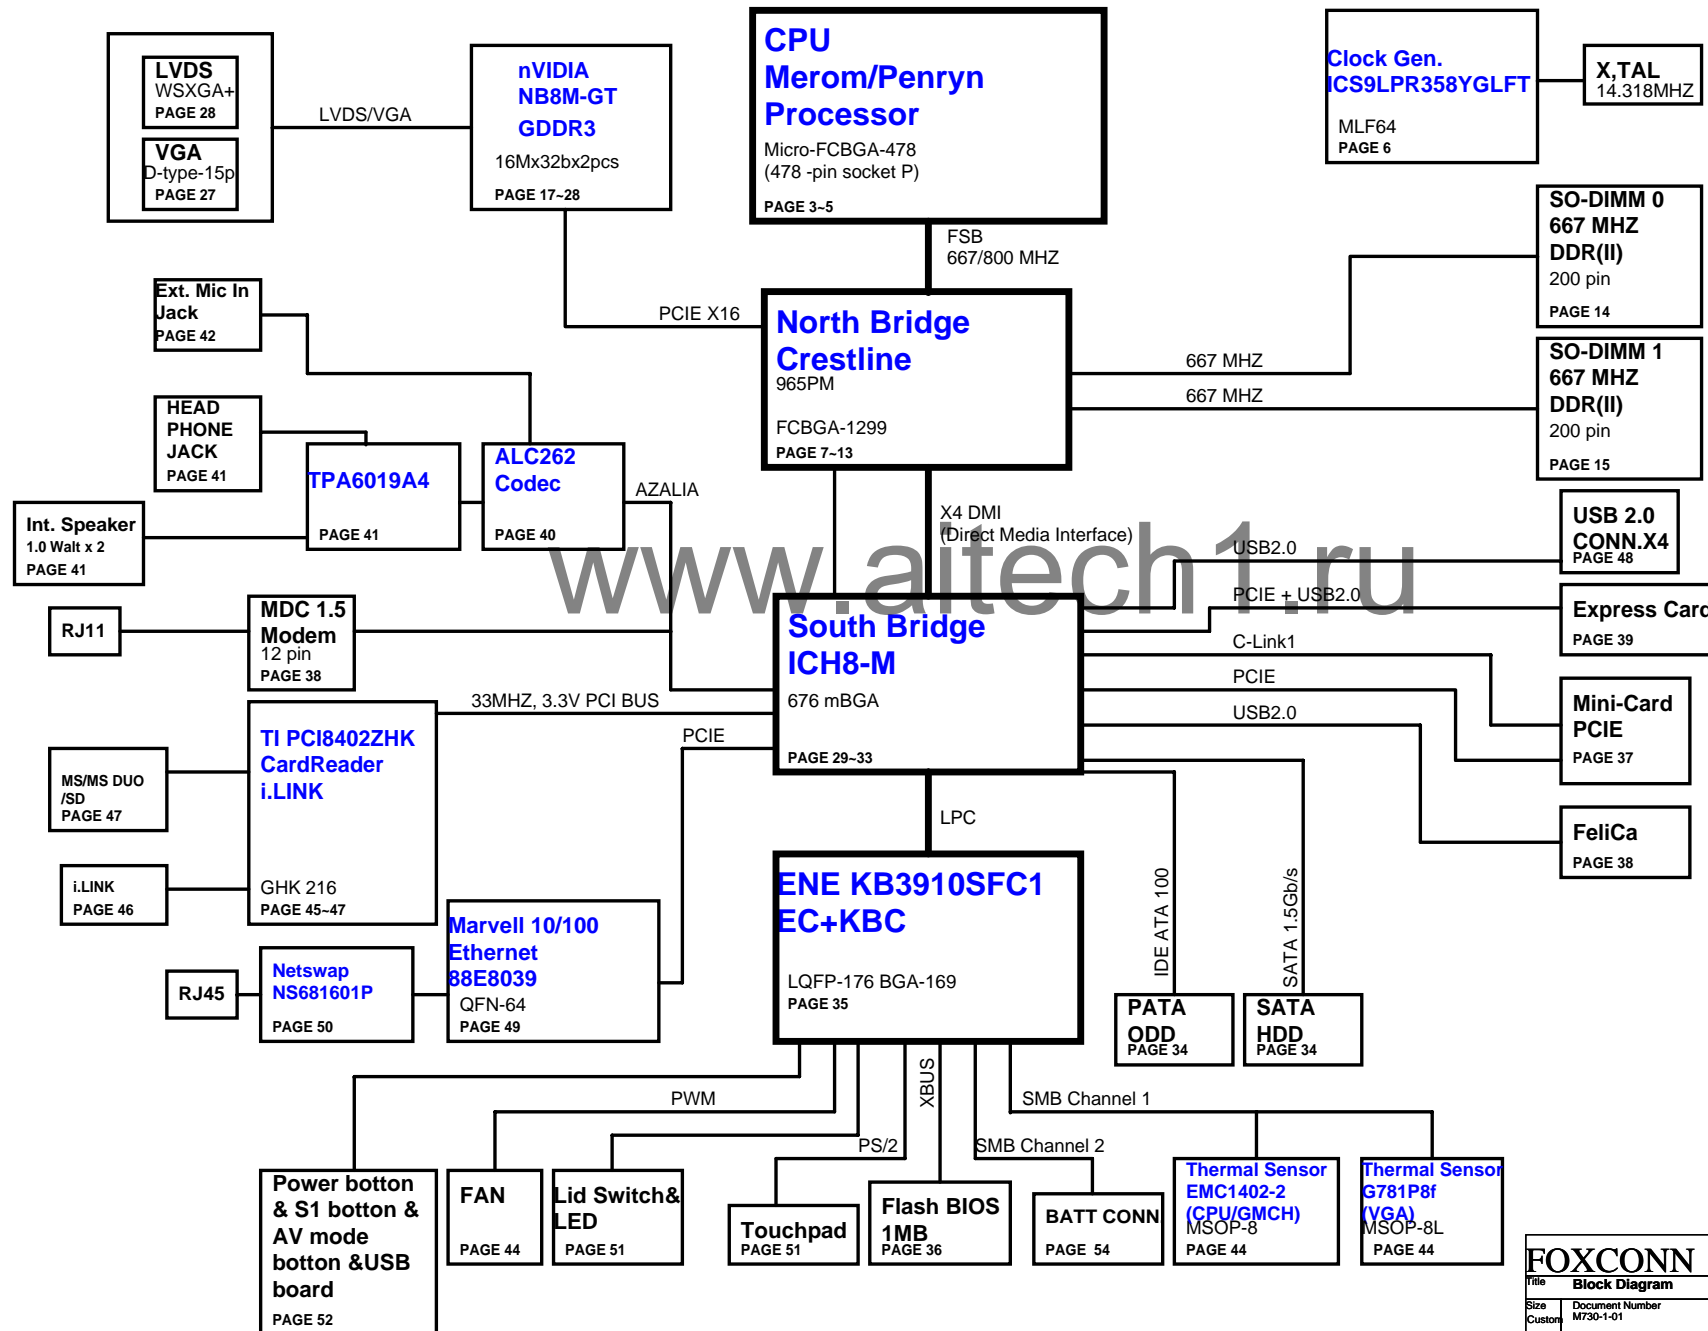 LVDS
WSXGA+
PAGE 28
VGA
D-type-15p
PAGE 27
LVDS/VGA
nVIDIA
NB8M-GT
GDDR3
16Mx32bx2pcs
PAGE 17~28
CPU
Merom/Penryn
Processor
Micro-FCBGA-478
(478 -pin socket P)
PAGE 3~5
Clock Gen.
ICS9LPR358YGLFT
MLF64
PAGE 6
X,TAL
14.318MHZ
FSB
667/800 MHZ
SO-DIMM 0
667 MHZ
DDR(II)
200 pin
PAGE 14
SO-DIMM 1
667 MHZ
DDR(II)
200 pin
PAGE 15
Ext. Mic In
Jack
PAGE 42
PCIE X16
North Bridge
Crestline
965PM
FCBGA-1299
PAGE 7~13
667 MHZ
667 MHZ
HEAD
PHONE
JACK
PAGE 41
TPA6019A4
PAGE 41
ALC262
Codec
PAGE 40
AZALIA
Int. Speaker
1.0 Walt x 2
PAGE 41
X4 DMI
(Direct Media Interface)
www.aitech1.ru
USB2.0
USB 2.0
CONN.X4
PAGE 48
PCIE + USB2.0
Express Card
PAGE 39
RJ11
MDC 1.5
Modem
12 pin
PAGE 38
South Bridge
ICH8-M
676 mBGA
PAGE 29~33
C-Link1
PCIE
USB2.0
Mini-Card
PCIE
PAGE 37
33MHZ, 3.3V PCI BUS
PCIE
TI PCI8402ZHK
CardReader
i.LINK
GHK 216
PAGE 45~47
MS/MS DUO
/SD
PAGE 47
i.LINK
PAGE 46
FeliCa
PAGE 38
LPC
ENE KB3910SFC1
EC+KBC
LQFP-176 BGA-169
PAGE 35
IDE ATA 100
SATA 1.5Gb/s
Marvell 10/100
Ethernet
88E8039
QFN-64
PAGE 49
Netswap
NS681601P
PAGE 50
RJ45
PATA
ODD
PAGE 34
SATA
HDD
PAGE 34
PWM
PS/2
XBUS
SMB Channel 1
SMB Channel 2
Power botton
& S1 botton &
AV mode
botton &USB
board
PAGE 52
FAN
PAGE 44
Lid Switch&
LED
PAGE 51
Touchpad
PAGE 51
Flash BIOS
1MB
PAGE 36
BATT CONN
PAGE 54
Thermal Sensor
EMC1402-2
(CPU/GMCH)
MSOP-8
PAGE 44
Thermal Sensor
G781P8f
(VGA)
MSOP-8L
PAGE 44
FOXCONN
Title
Block Diagram
Size
Custom
Document Number
M730-1-01